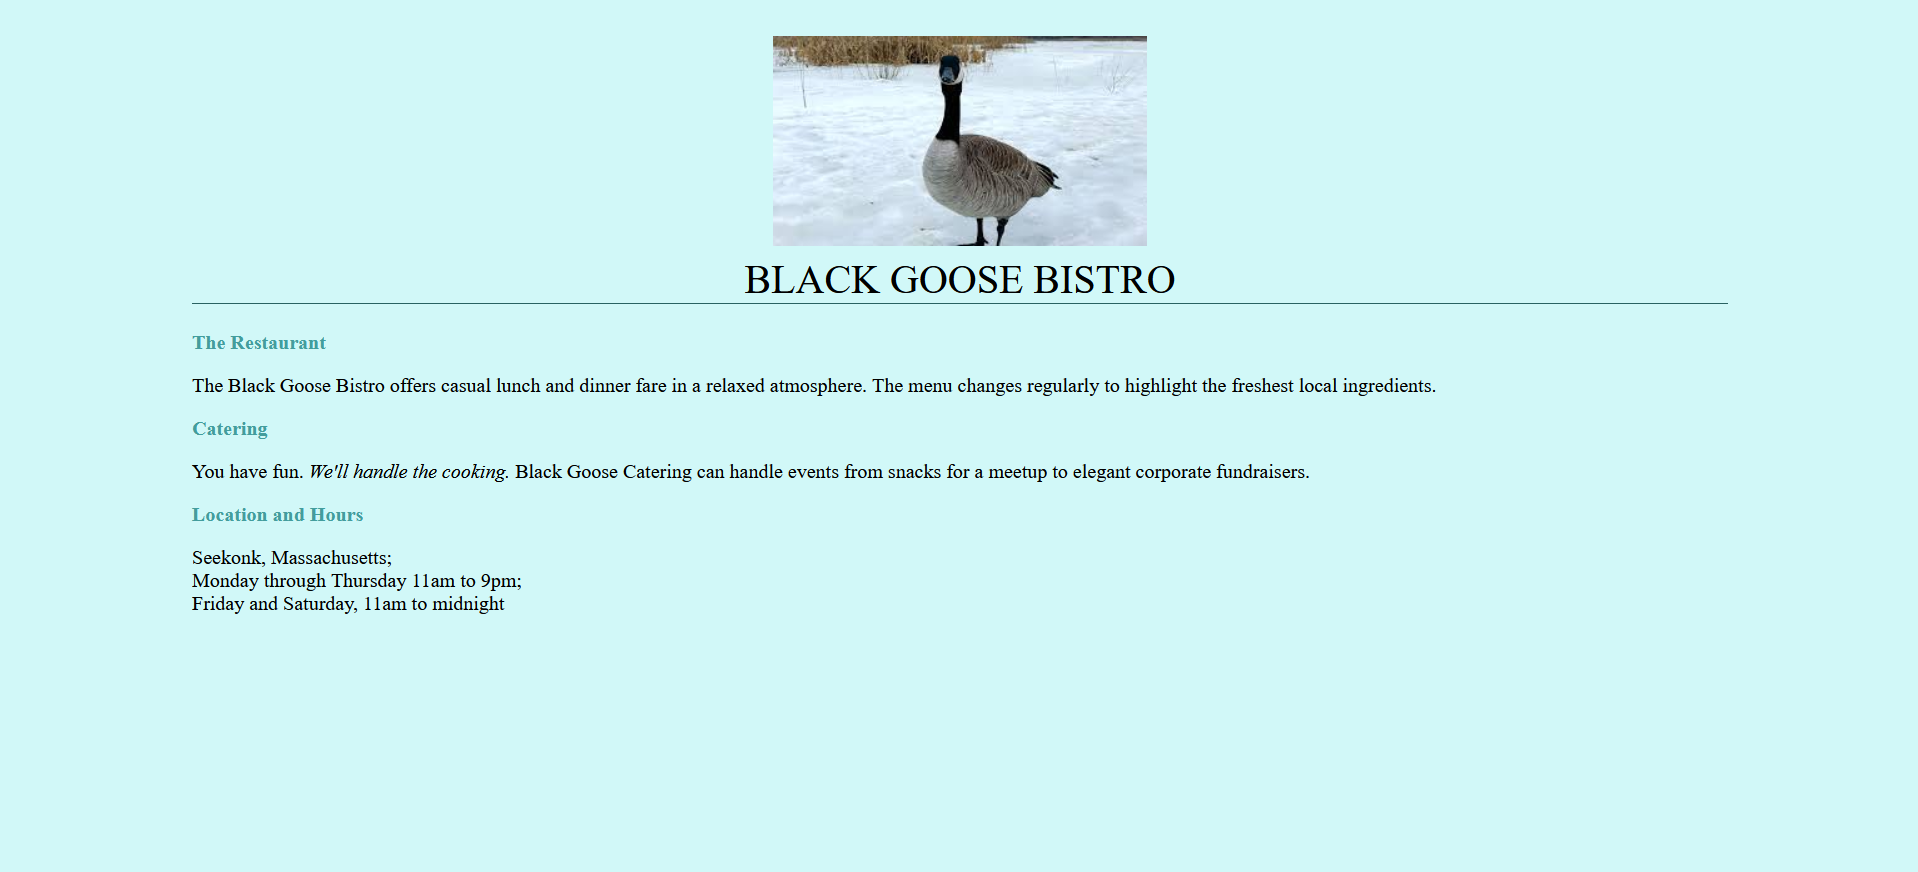 BLACK GOOSE BISTRO
The Restaurant
The Black Goose Bistro offers casual lunch and dinner fare in a relaxed atmosphere. The menu changes regularly to highlight the freshest local ingredients.
Catering
You have fun. We'll handle the cooking. Black Goose Catering can handle events from snacks for a meetup to elegant corporate fundraisers.
Location and Hours
Seekonk, Massachusetts;
Monday through Thursday 11am to 9pm;
Friday and Saturday, 11am to midnight